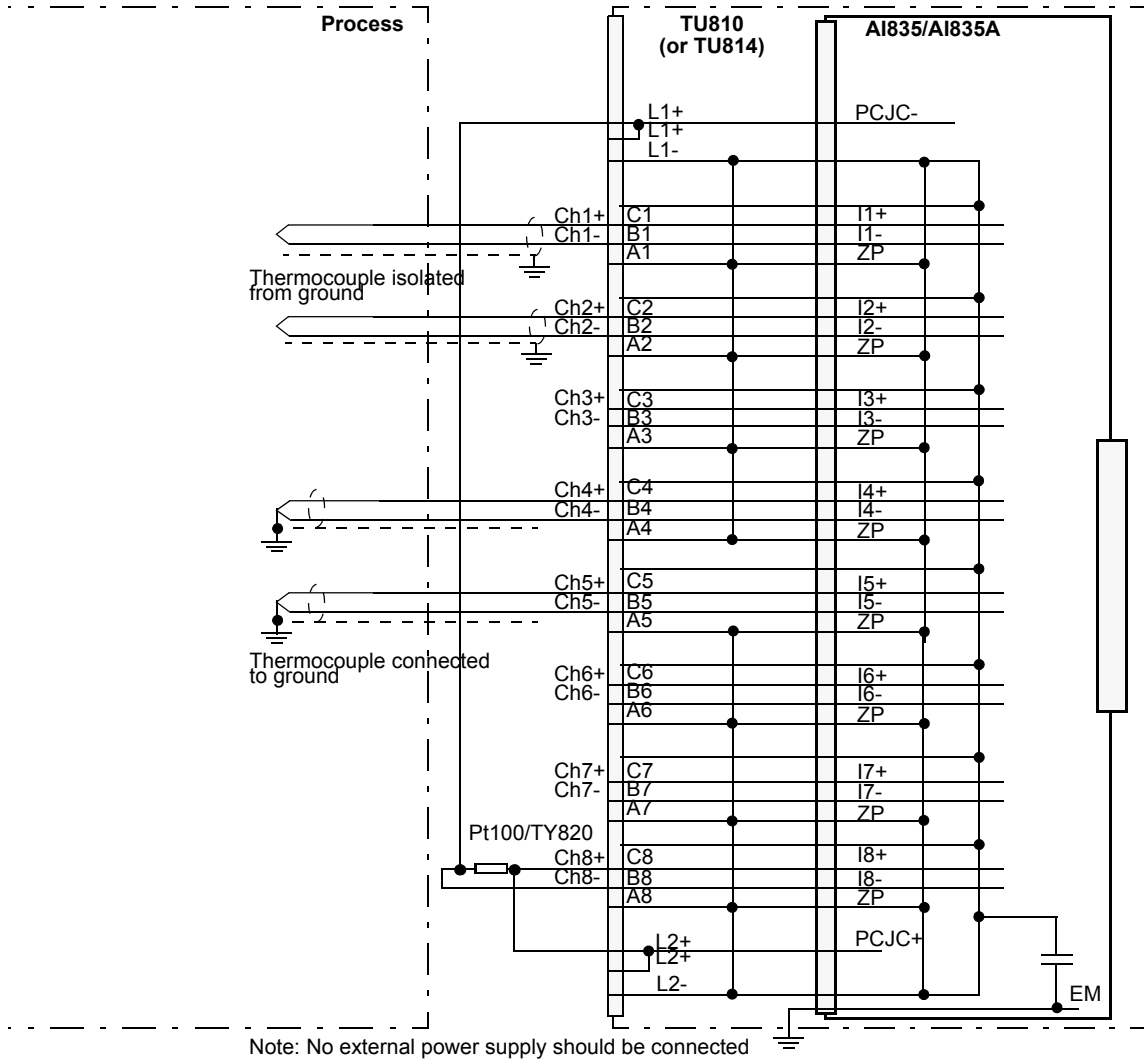 Process
TU810
(or TU814)
AI835/AI835A
L1+
L1+
L1-
PCJC-
Ch1+
Ch1-
C1
B1
A1
I1+
I1-
ZP
Thermocouple isolated
from ground
Ch2+
Ch2-
C2
B2
A2
I2+
I2-
ZP
Ch3+
Ch3-
C3
B3
A3
I3+
I3-
ZP
Ch4+
Ch4-
C4
B4
A4
I4+
I4-
ZP
Ch5+
Ch5-
C5
B5
A5
I5+
I5-
ZP
Thermocouple connected
to ground
Ch6+
Ch6-
C6
B6
A6
I6+
I6-
ZP
Ch7+
Ch7-
C7
B7
A7
I7+
I7-
ZP
Pt100/TY820
Ch8+
Ch8-
C8
B8
A8
I8+
I8-
ZP
L2+
L2+
L2-
PCJC+
EM
Note: No external power supply should be connected